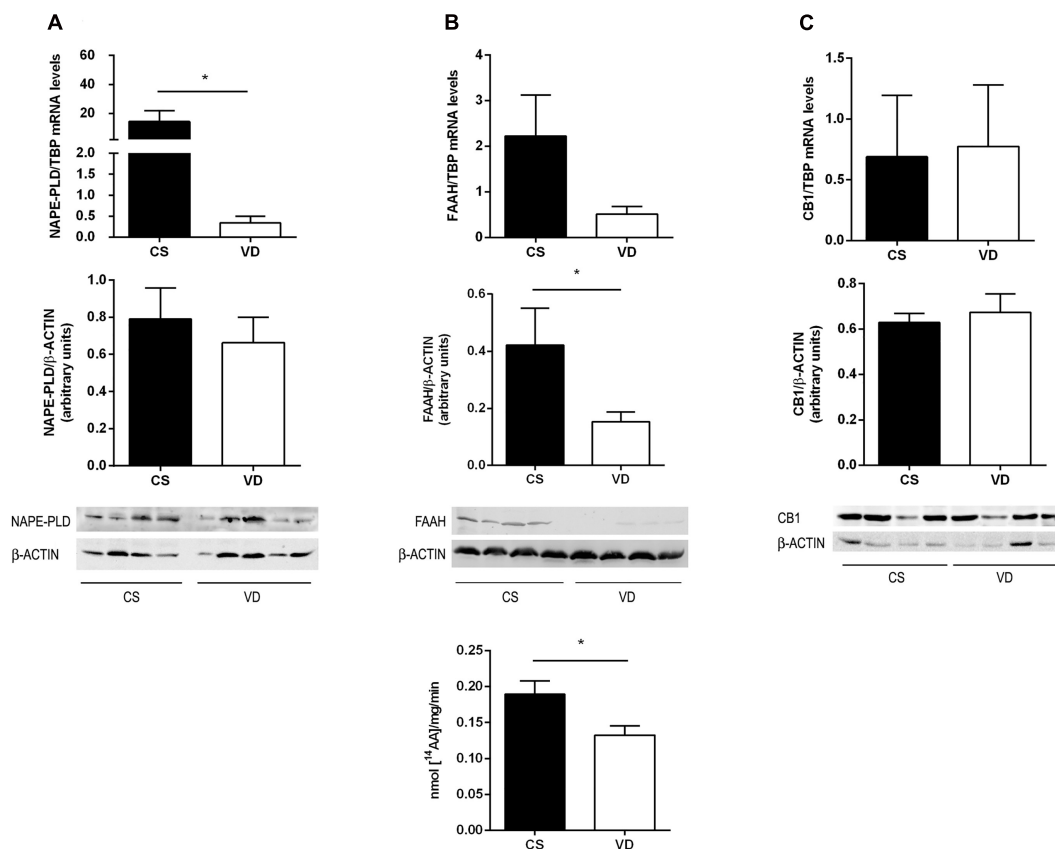 A
NAPE-PLD/TBP mRNA levels
60
40
20
2.0
1.5
1.0
0.5
0.0
*
CS VD
NAPE-PLD/β-ACTIN
(arbitrary units)
1.0
0.8
0.6
0.4
0.2
0.0
CS VD
NAPE-PLD
β-ACTIN
CS VD
B
FAAH/TBP mRNA levels
4
3
2
1
0
CS VD
FAAH/β-ACTIN
(arbitrary units)
0.6
0.4
0.2
0.0
*
CS VD
FAAH
β-ACTIN
CS VD
nmol [¹⁴AA]/mg/min
0.25
0.20
0.15
0.10
0.05
0.00
*
CS VD
C
CB1/TBP mRNA levels
1.5
1.0
0.5
0.0
CS VD
CB1/β-ACTIN
(arbitrary units)
0.8
0.6
0.4
0.2
0.0
CS VD
CB1
β-ACTIN
CS VD